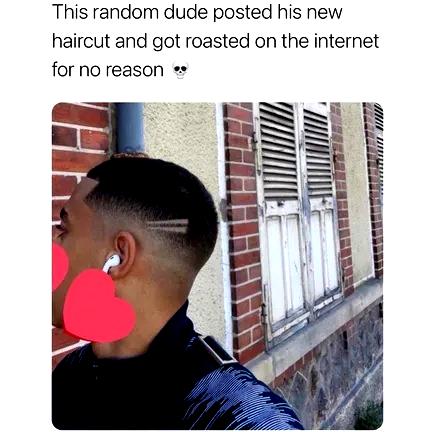 This random dude posted his new
haircut and got roasted on the internet
for no reason 💀